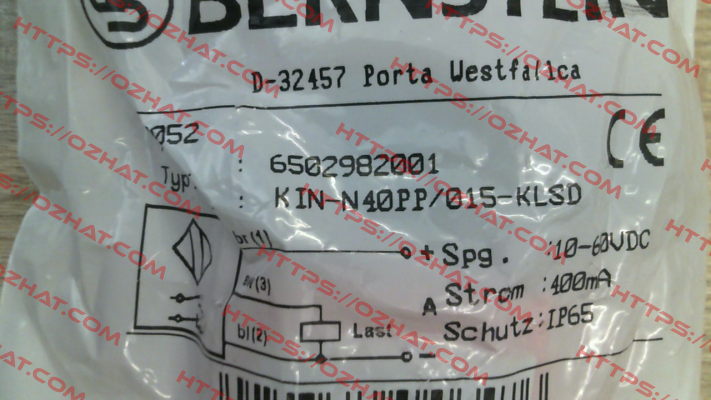 BERNSTEIN
D-32457 Porta Westfalica
052
: 6502982001
CE
Typ. : KIN-N40PP/015-KLSD
br (1)
+ Spg. :10-60VDC
(3)
A Strom :400mA
bl(2) Last
Schutz:IP65
−
HTTPS://OZHAT.COM